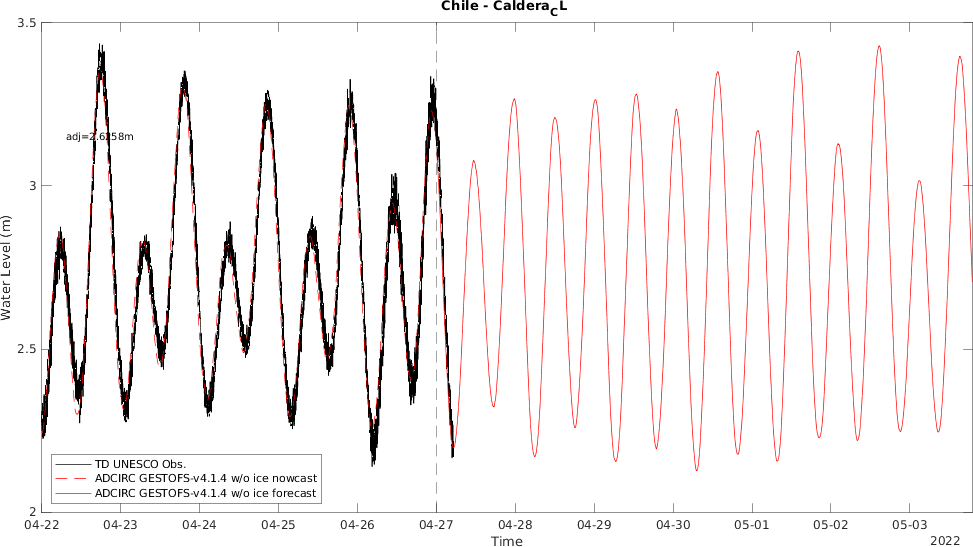 Chile - Caldera_CL
3.5
adj=2.6258m
3
Water Level (m)
2.5
TD UNESCO Obs.
ADCIRC GESTOFS-v4.1.4 w/o ice nowcast
ADCIRC GESTOFS-v4.1.4 w/o ice forecast
2
04-22 04-23 04-24 04-25 04-26 04-27 04-28 04-29 04-30 05-01 05-02 05-03
Time
2022